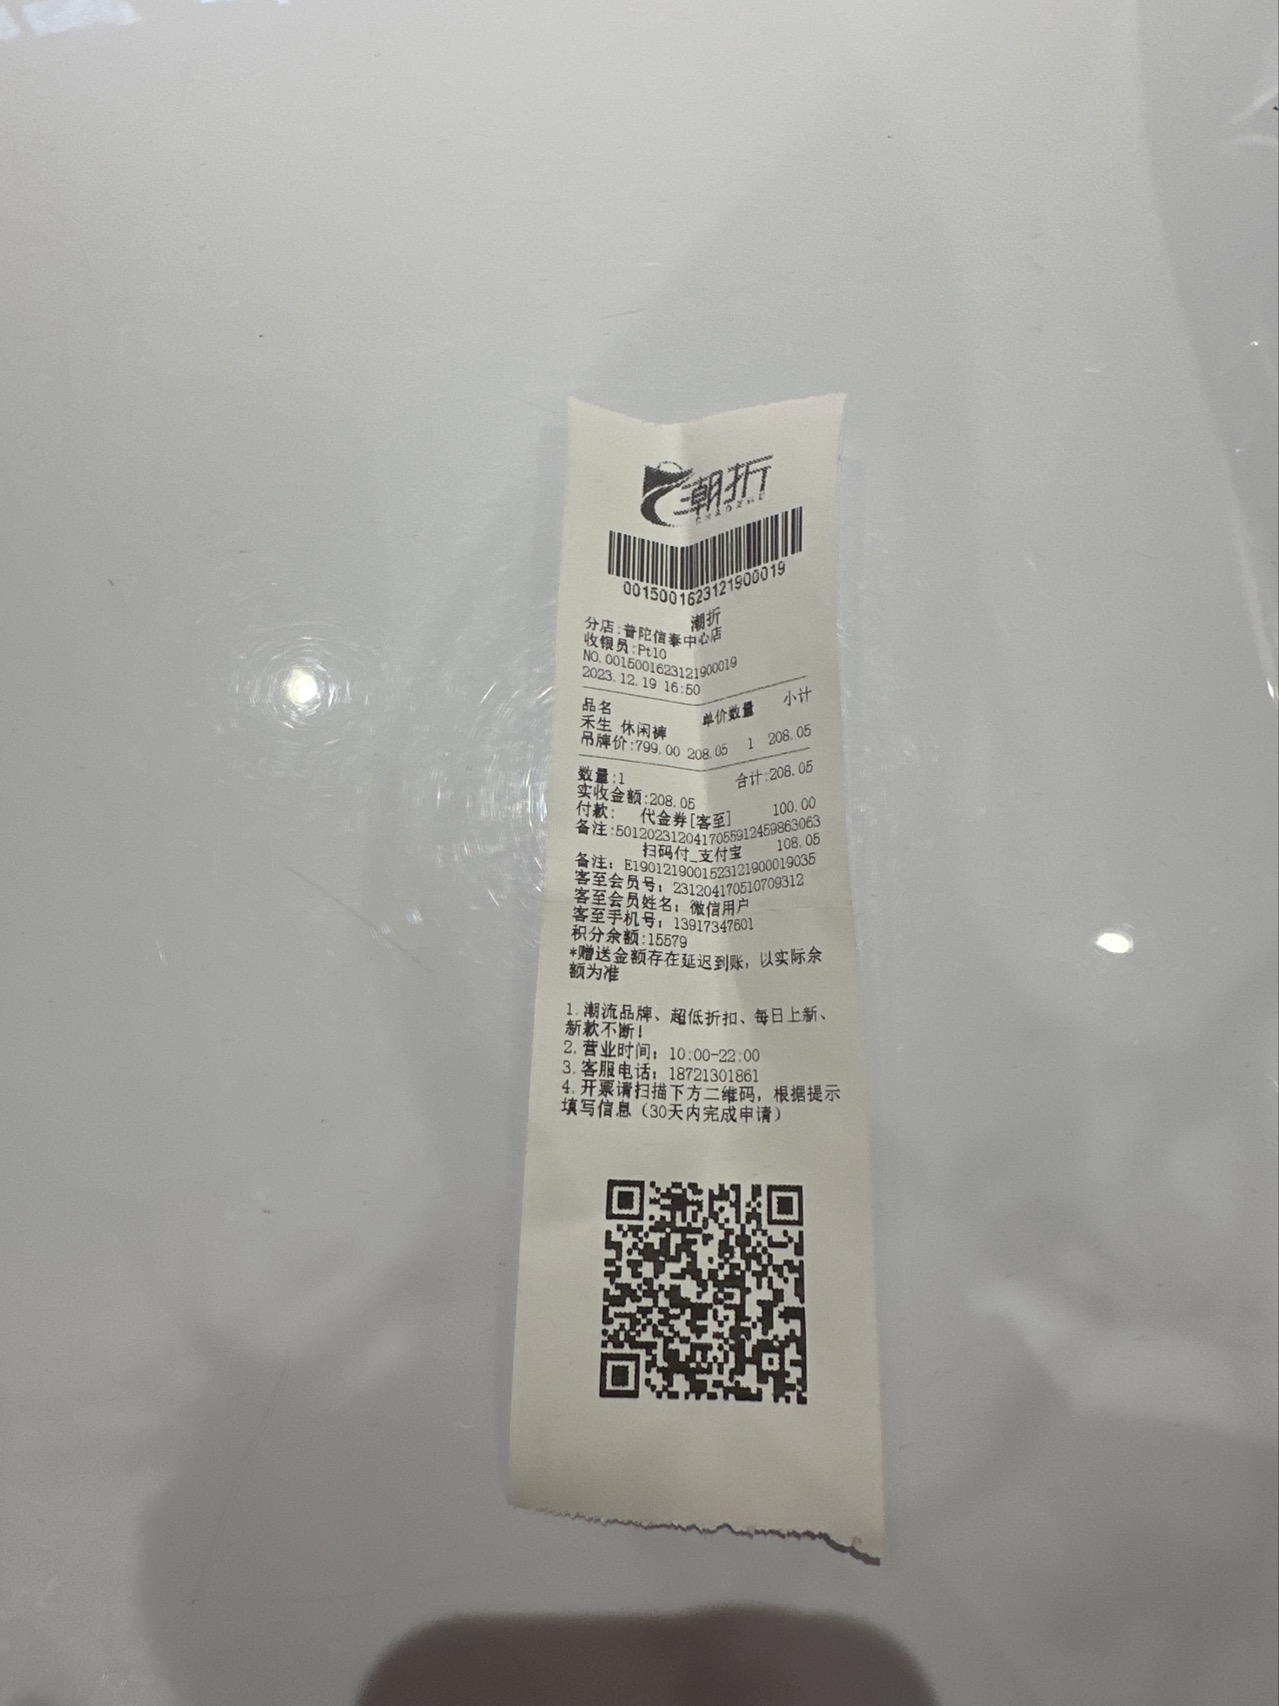 潮折
CHAOZHE
0015001623121900019
潮折
分店:普陀信泰中心店
收银员:Pt10
NO.0015001623121900019
2023.12.19 16:50
品名 单价数量 小计
禾生 休闲裤
吊牌价:799.00 208.05 1 208.05
数量:1 合计:208.05
实收金额:208.05
付款: 代金券[客至] 100.00
备注:5012023120417055912459863063
扫码付_支付宝 108.05
备注: E1901219001523121900019035
客至会员号: 231204170510709312
客至会员姓名: 微信用户
客至手机号: 13917347601
积分余额:15579
*赠送金额存在延迟到账, 以实际余
额为准
1.潮流品牌、超低折扣、每日上新、
新款不断!
2.营业时间: 10:00-22:00
3.客服电话: 18721301861
4.开票请扫描下方二维码, 根据提示
填写信息 (30天内完成申请)